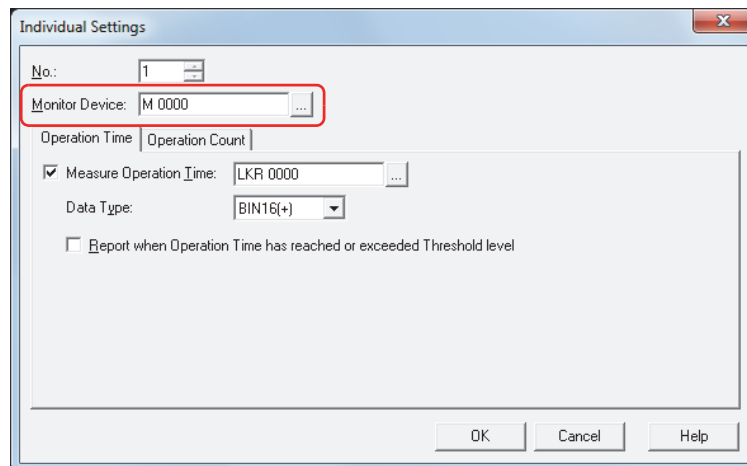 Individual Settings
No.: 1
Monitor Device: M 0000 ...
Operation Time Operation Count
Measure Operation Time: LKR 0000 ...
Data Type: BIN16(+)
Report when Operation Time has reached or exceeded Threshold level
OK Cancel Help